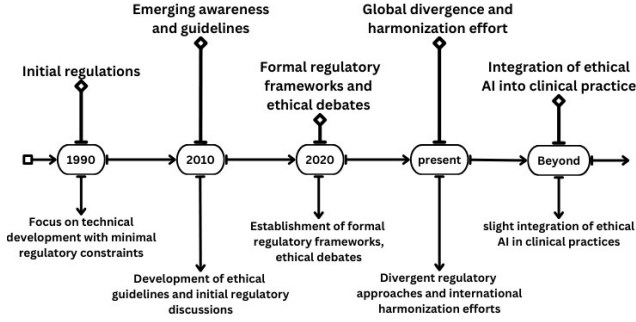 Emerging awareness
and guidelines
Global divergence and
harmonization effort
Initial regulations
Formal regulatory
frameworks and
ethical debates
Integration of ethical
AI into clinical practice
1990
2010
2020
present
Beyond
Focus on technical
development with minimal
regulatory constraints
Establishment of formal
regulatory frameworks,
ethical debates
slight integration of ethical
AI in clinical practices
Development of ethical
guidelines and initial regulatory
discussions
Divergent regulatory
approaches and international
harmonization efforts